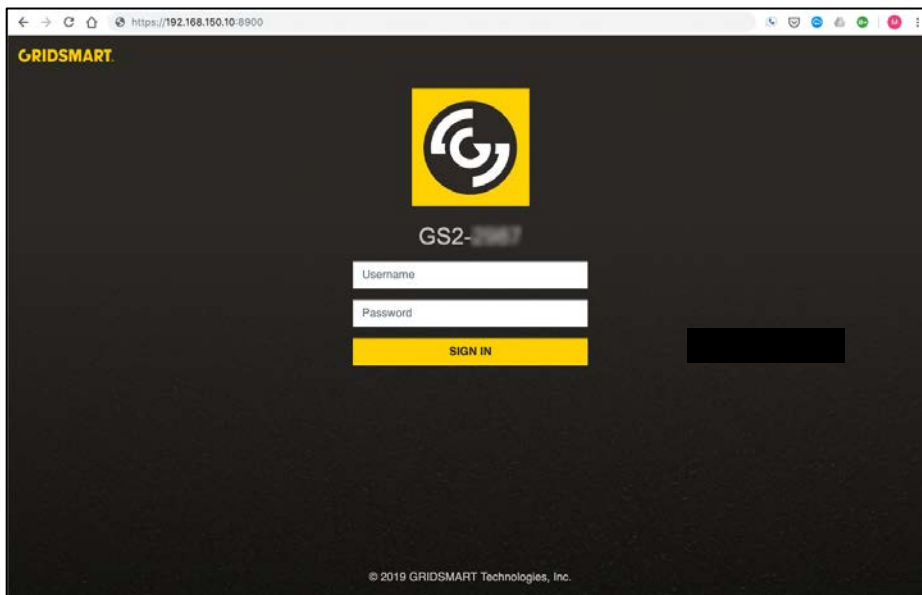 https://192.168.150.10:8900
GRIDSMART.
GS2-
Username
Password
SIGN IN
© 2019 GRIDSMART Technologies, Inc.